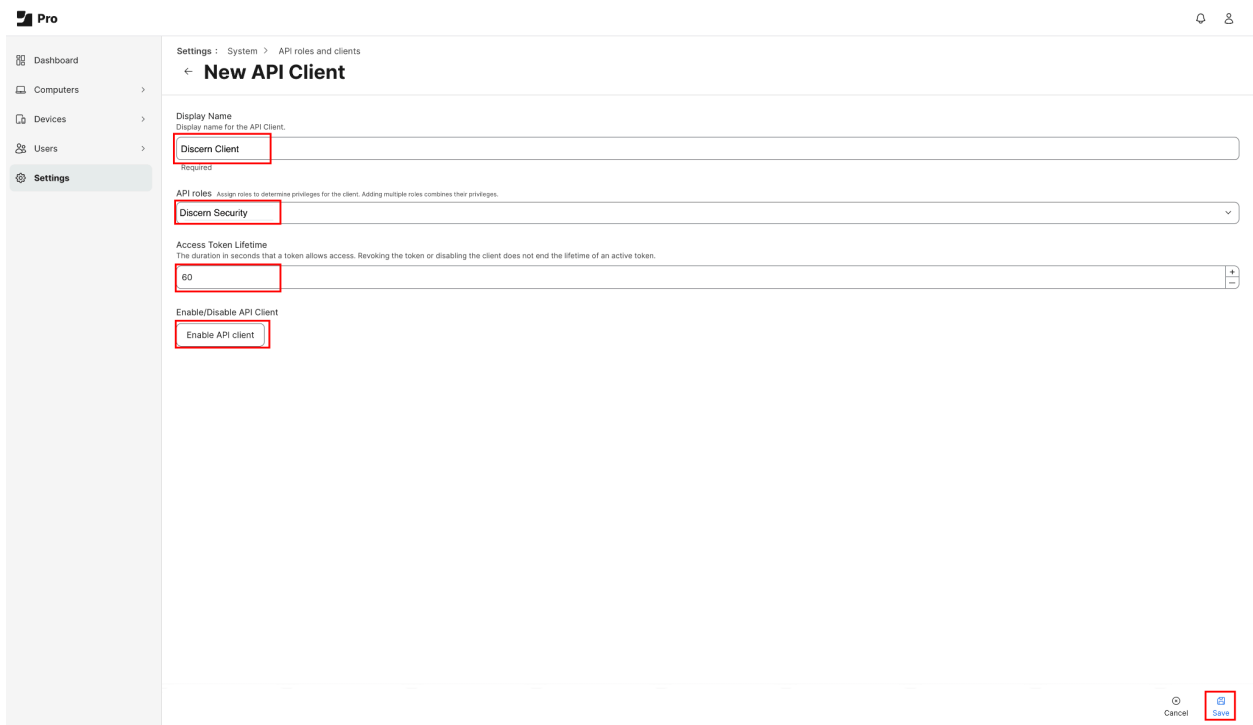 Pro
Dashboard
Computers
Devices
Users
Settings
Settings : System > API roles and clients
← New API Client
Display Name
Display name for the API Client.
Discern Client
Required
API roles Assign roles to determine privileges for the client. Adding multiple roles combines their privileges.
Discern Security
Access Token Lifetime
The duration in seconds that a token allows access. Revoking the token or disabling the client does not end the lifetime of an active token.
60
Enable/Disable API Client
Enable API client
Cancel
Save